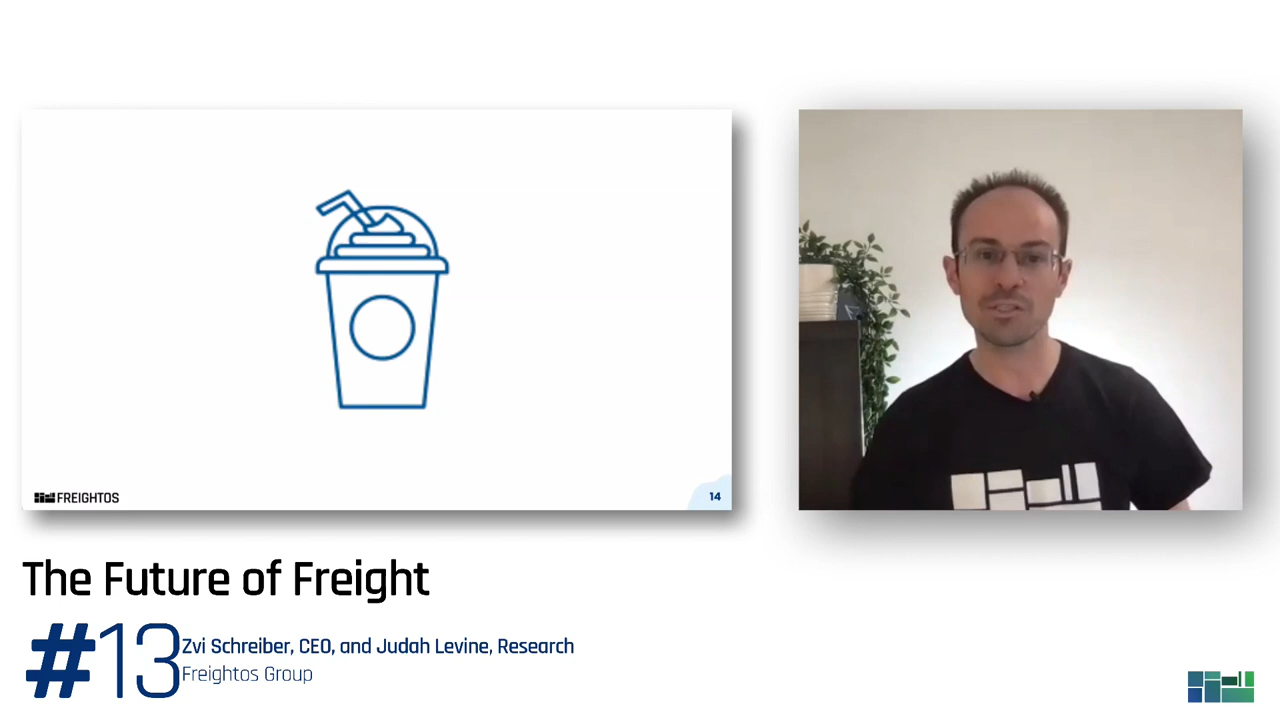 FREIGHTOS
14
The Future of Freight
#13
Zvi Schreiber, CEO, and Judah Levine, Research
Freightos Group